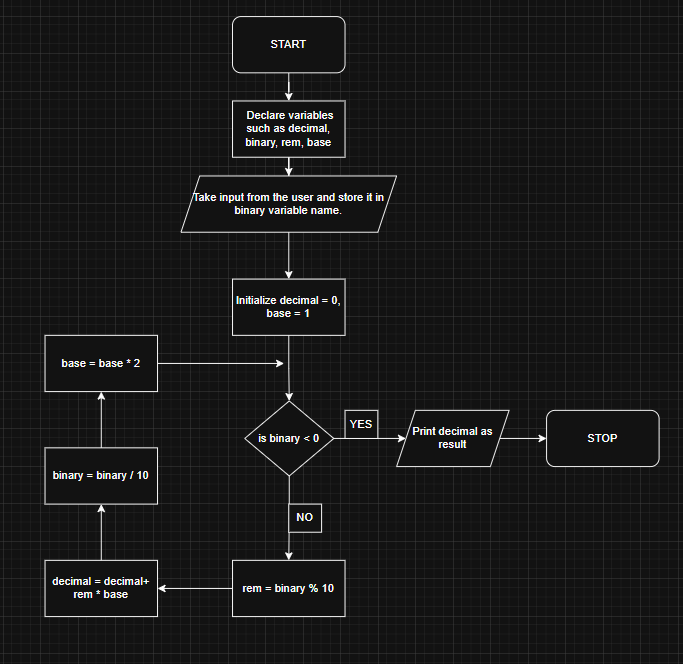 START
Declare variables
such as decimal,
binary, rem, base
Take input from the user and store it in
binary variable name.
Initialize decimal = 0,
base = 1
base = base * 2
is binary < 0
YES
Print decimal as
result
STOP
binary = binary / 10
NO
decimal = decimal+
rem * base
rem = binary % 10